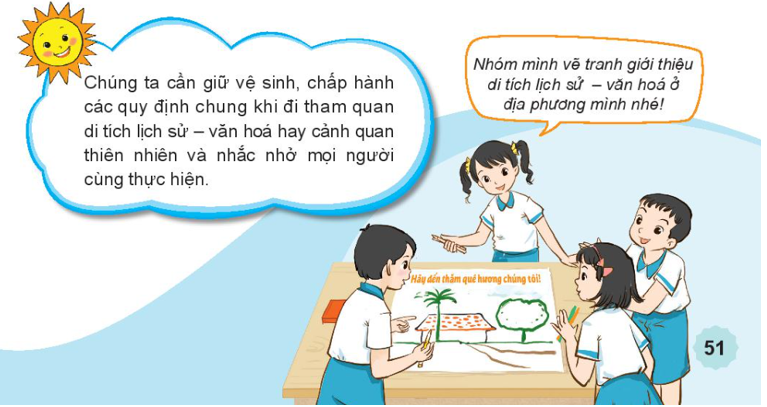 Chúng ta cần giữ vệ sinh, chấp hành
các quy định chung khi đi tham quan
di tích lịch sử – văn hoá hay cảnh quan
thiên nhiên và nhắc nhở mọi người
cùng thực hiện.
Nhóm mình vẽ tranh giới thiệu
di tích lịch sử – văn hoá ở
địa phương mình nhé!
Hãy đến thăm quê hương chúng tôi!
51